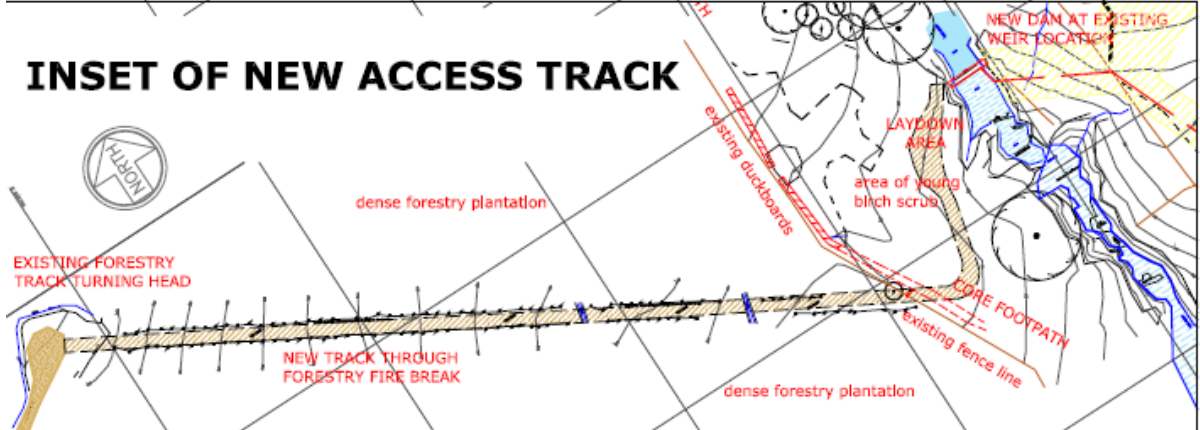 INSET OF NEW ACCESS TRACK
NEW DAM AT EXISTING
WEIR LOCATION
existing duckboards
LAYDOWN
AREA
area of young
birch scrub
NORTH
dense forestry plantation
EXISTING FORESTRY
TRACK TURNING HEAD
CORE FOOTPATH
existing fence line
NEW TRACK THROUGH
FORESTRY FIRE BREAK
dense forestry plantation